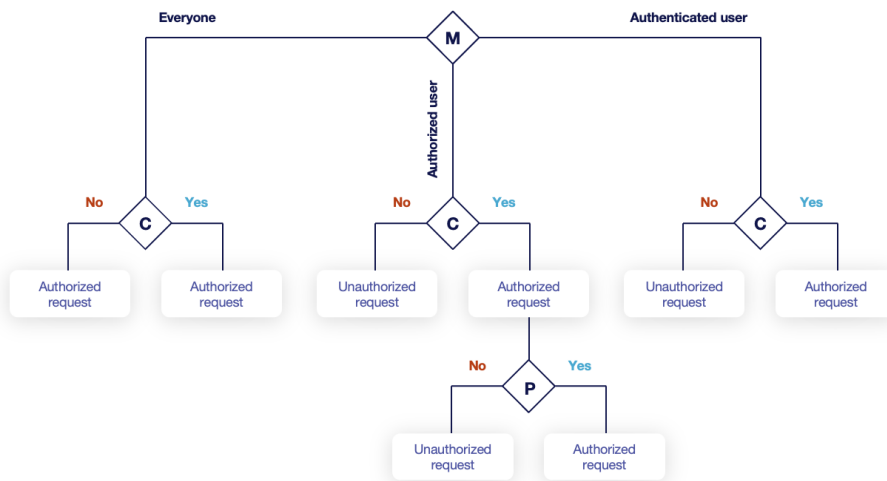 Everyone
Authenticated user
M
Authorized user
No
Yes
No
Yes
No
Yes
C
C
C
Authorized
request
Authorized
request
Unauthorized
request
Authorized
request
Unauthorized
request
Authorized
request
No
Yes
P
Unauthorized
request
Authorized
request